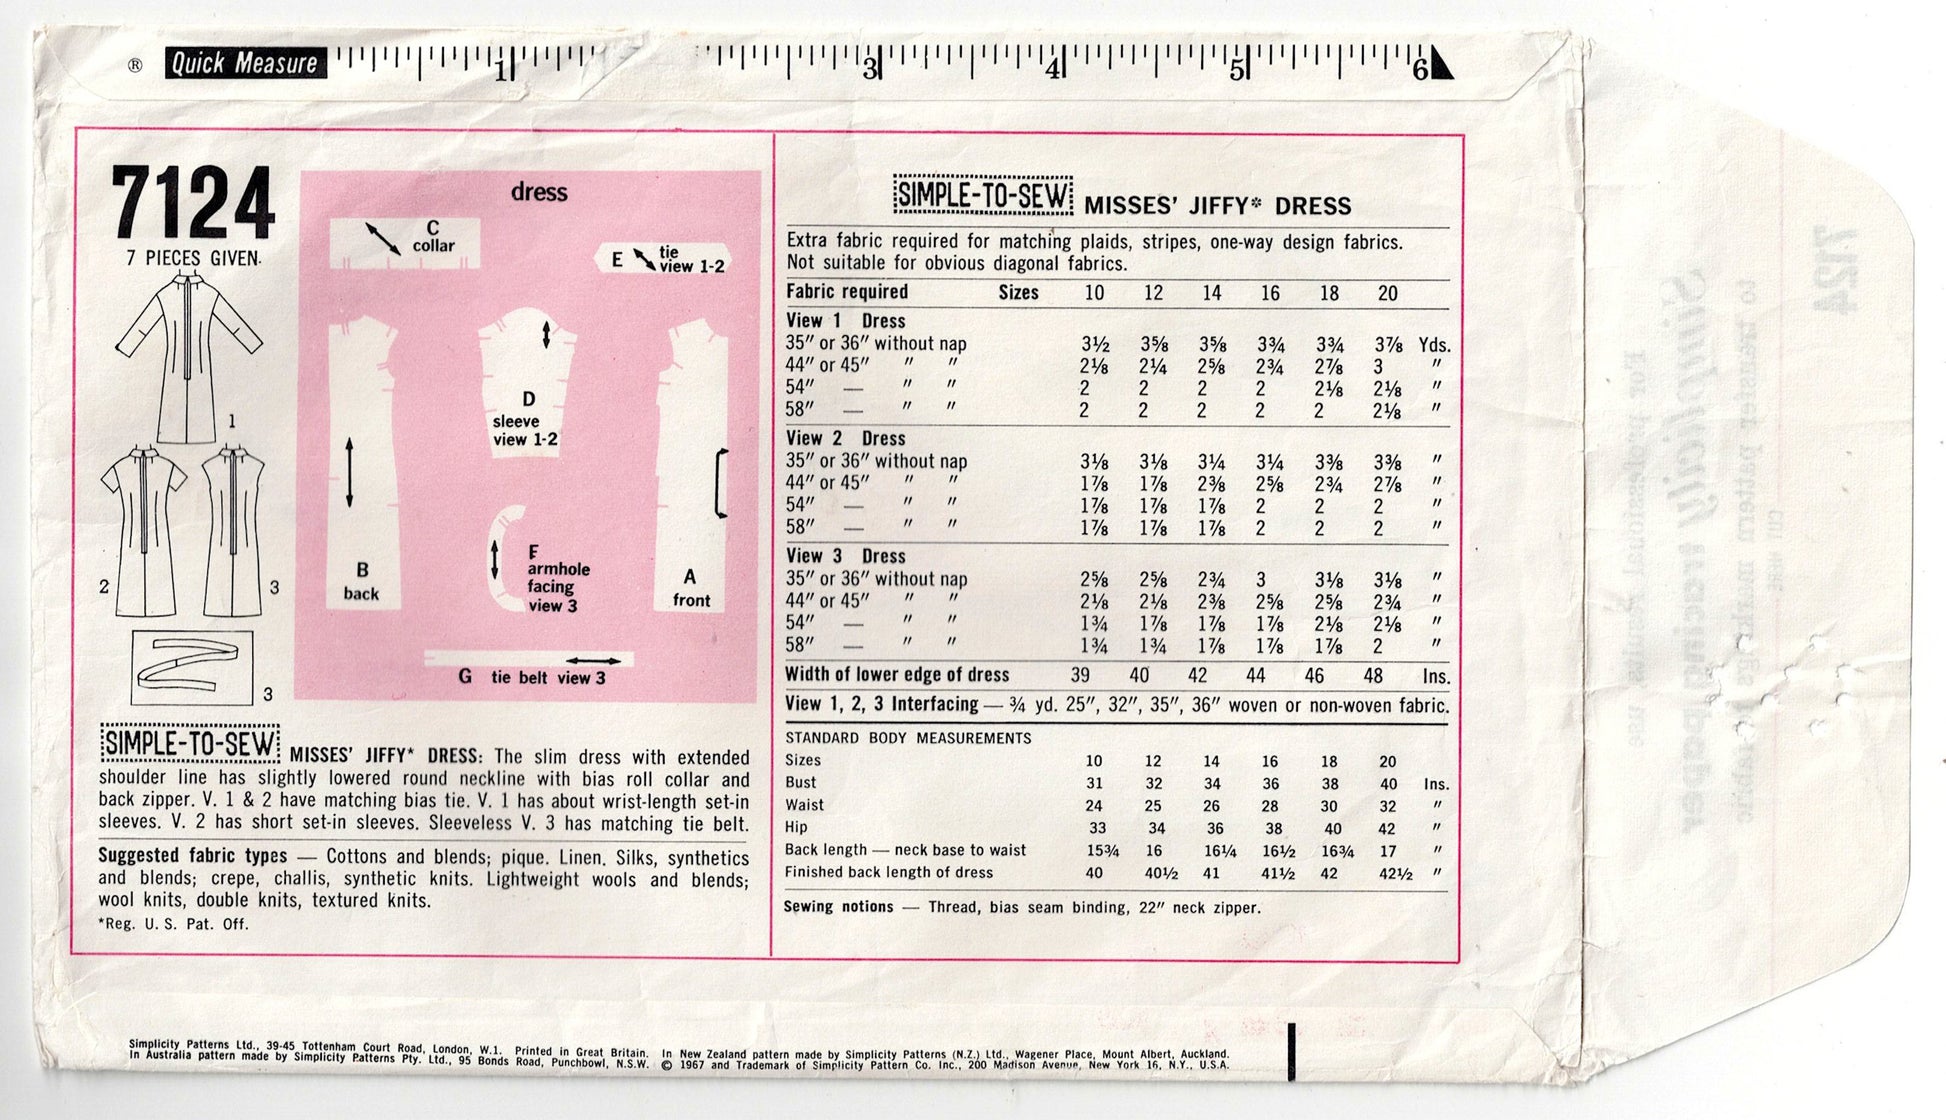 ® Quick Measure 1 3 4 5 6
7124
7 PIECES GIVEN
1
2 3
3
dress
C
collar
E tie
view 1-2
D
sleeve
view 1-2
B
back
F
armhole
facing
view 3
A
front
G tie belt view 3
SIMPLE-TO-SEW MISSES' JIFFY* DRESS: The slim dress with extended
shoulder line has slightly lowered round neckline with bias roll collar and
back zipper. V. 1 & 2 have matching bias tie. V. 1 has about wrist-length set-in
sleeves. V. 2 has short set-in sleeves. Sleeveless V. 3 has matching tie belt.
Suggested fabric types — Cottons and blends; pique. Linen. Silks, synthetics
and blends; crepe, challis, synthetic knits. Lightweight wools and blends;
wool knits, double knits, textured knits.
*Reg. U. S. Pat. Off.
SIMPLE-TO-SEW MISSES' JIFFY* DRESS
Extra fabric required for matching plaids, stripes, one-way design fabrics.
Not suitable for obvious diagonal fabrics.
Fabric required Sizes 10 12 14 16 18 20
View 1 Dress
35" or 36" without nap 3½ 3⅝ 3⅝ 3¾ 3¾ 3⅞ Yds.
44" or 45" " " 2⅛ 2¼ 2⅝ 2¾ 2⅞ 3 "
54" — " " 2 2 2 2 2⅛ 2⅛ "
58" — " " 2 2 2 2 2 2⅛ "
View 2 Dress
35" or 36" without nap 3⅛ 3⅛ 3¼ 3¼ 3⅜ 3⅜ "
44" or 45" " " 1⅞ 1⅞ 2⅜ 2⅝ 2¾ 2⅞ "
54" — " " 1⅞ 1⅞ 1⅞ 2 2 2 "
58" — " " 1⅞ 1⅞ 1⅞ 2 2 2 "
View 3 Dress
35" or 36" without nap 2⅝ 2⅝ 2¾ 3 3⅛ 3⅛ "
44" or 45" " " 2⅛ 2⅛ 2⅜ 2⅝ 2⅝ 2¾ "
54" — " " 1¾ 1⅞ 1⅞ 1⅞ 2⅛ 2⅛ "
58" — " " 1¾ 1¾ 1⅞ 1⅞ 1⅞ 2 "
Width of lower edge of dress 39 40 42 44 46 48 Ins.
View 1, 2, 3 Interfacing — ¾ yd. 25", 32", 35", 36" woven or non-woven fabric.
STANDARD BODY MEASUREMENTS
Sizes 10 12 14 16 18 20
Bust 31 32 34 36 38 40 Ins.
Waist 24 25 26 28 30 32 "
Hip 33 34 36 38 40 42 "
Back length — neck base to waist 15¾ 16 16¼ 16½ 16¾ 17 "
Finished back length of dress 40 40½ 41 41½ 42 42½ "
Sewing notions — Thread, bias seam binding, 22" neck zipper.
Simplicity Patterns Ltd., 39-45 Tottenham Court Road, London, W.1. Printed in Great Britain. In New Zealand pattern made by Simplicity Patterns (N.Z.) Ltd., Wagener Place, Mount Albert, Auckland.
In Australia pattern made by Simplicity Patterns Pty. Ltd., 95 Bonds Road, Punchbowl, N.S.W. © 1967 and Trademark of Simplicity Pattern Co. Inc., 200 Madison Avenue, New York 16, N.Y., U.S.A.
7124
Simplicity tracing paper